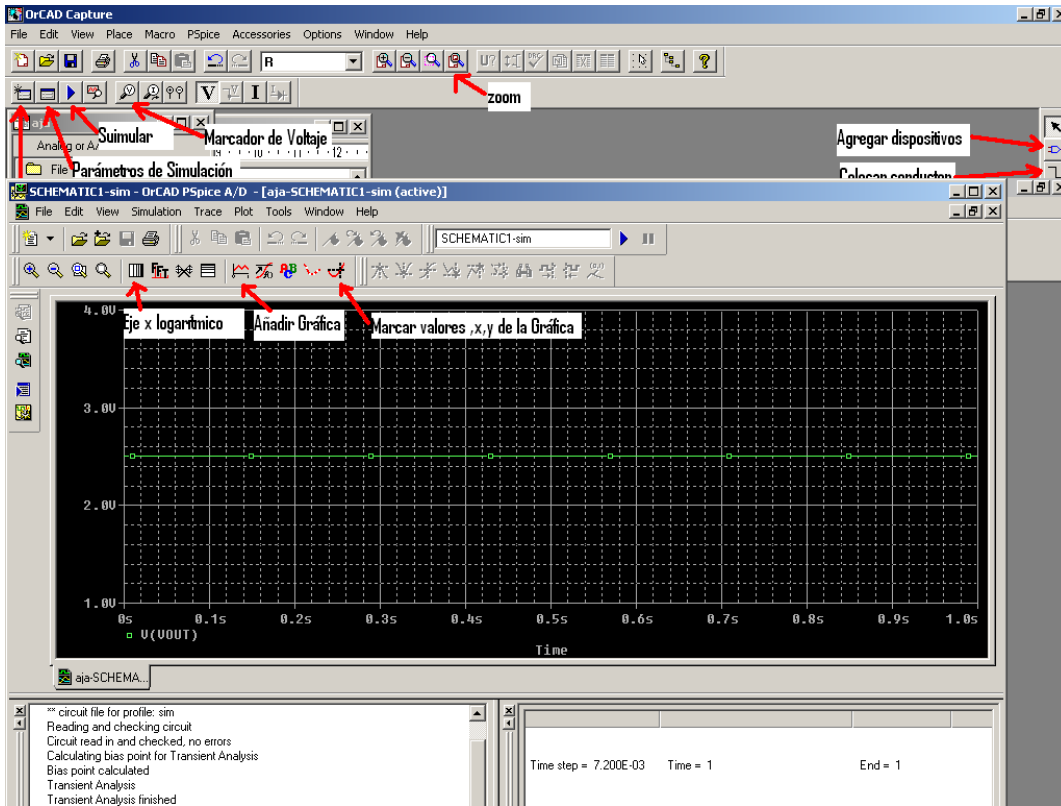 OrCAD Capture
File Edit View Place Macro PSpice Accessories Options Window Help
R
U?
V I
zoom
Suimular
Marcador de Voltaje
Agregar dispositivos
Analog or A/
File
Parámetros de Simulación
Colocar conductor
SCHEMATIC1-sim - OrCAD PSpice A/D - [aja-SCHEMATIC1-sim (active)]
File Edit View Simulation Trace Plot Tools Window Help
SCHEMATIC1-sim
Eje x logarítmico
Añadir Gráfica
Marcar valores ,x,y de la Gráfica
4.0V
3.0V
2.0V
1.0V
0s 0.1s 0.2s 0.3s 0.4s 0.5s 0.6s 0.7s 0.8s 0.9s 1.0s
V(VOUT)
Time
aja-SCHEMA...
** circuit file for profile: sim
Reading and checking circuit
Circuit read in and checked, no errors
Calculating bias point for Transient Analysis
Bias point calculated
Transient Analysis
Transient Analysis finished
Time step = 7.200E-03 Time = 1 End = 1